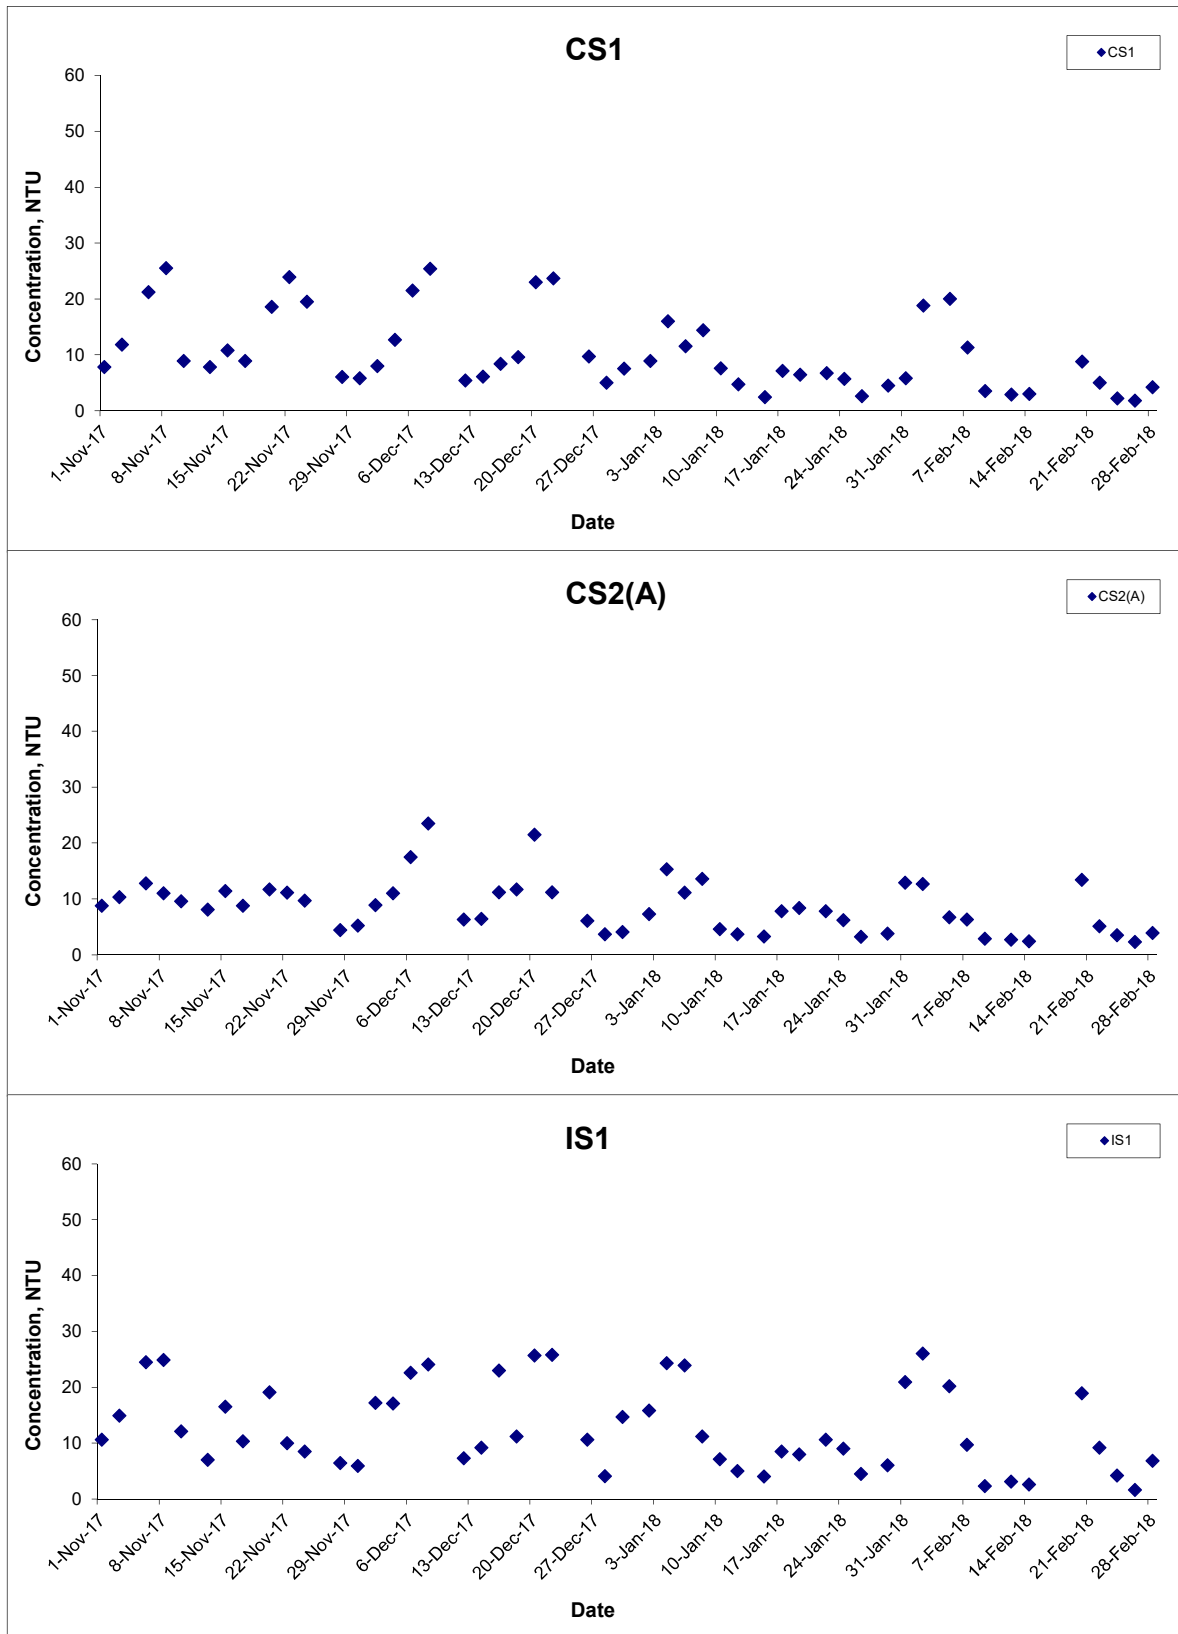 CS1
CS1
60
50
40
30
20
10
0
Concentration, NTU
1-Nov-17
8-Nov-17
15-Nov-17
22-Nov-17
29-Nov-17
6-Dec-17
13-Dec-17
20-Dec-17
27-Dec-17
3-Jan-18
10-Jan-18
17-Jan-18
24-Jan-18
31-Jan-18
7-Feb-18
14-Feb-18
21-Feb-18
28-Feb-18
Date
CS2(A)
CS2(A)
60
50
40
30
20
10
0
Concentration, NTU
1-Nov-17
8-Nov-17
15-Nov-17
22-Nov-17
29-Nov-17
6-Dec-17
13-Dec-17
20-Dec-17
27-Dec-17
3-Jan-18
10-Jan-18
17-Jan-18
24-Jan-18
31-Jan-18
7-Feb-18
14-Feb-18
21-Feb-18
28-Feb-18
Date
IS1
IS1
60
50
40
30
20
10
0
Concentration, NTU
1-Nov-17
8-Nov-17
15-Nov-17
22-Nov-17
29-Nov-17
6-Dec-17
13-Dec-17
20-Dec-17
27-Dec-17
3-Jan-18
10-Jan-18
17-Jan-18
24-Jan-18
31-Jan-18
7-Feb-18
14-Feb-18
21-Feb-18
28-Feb-18
Date